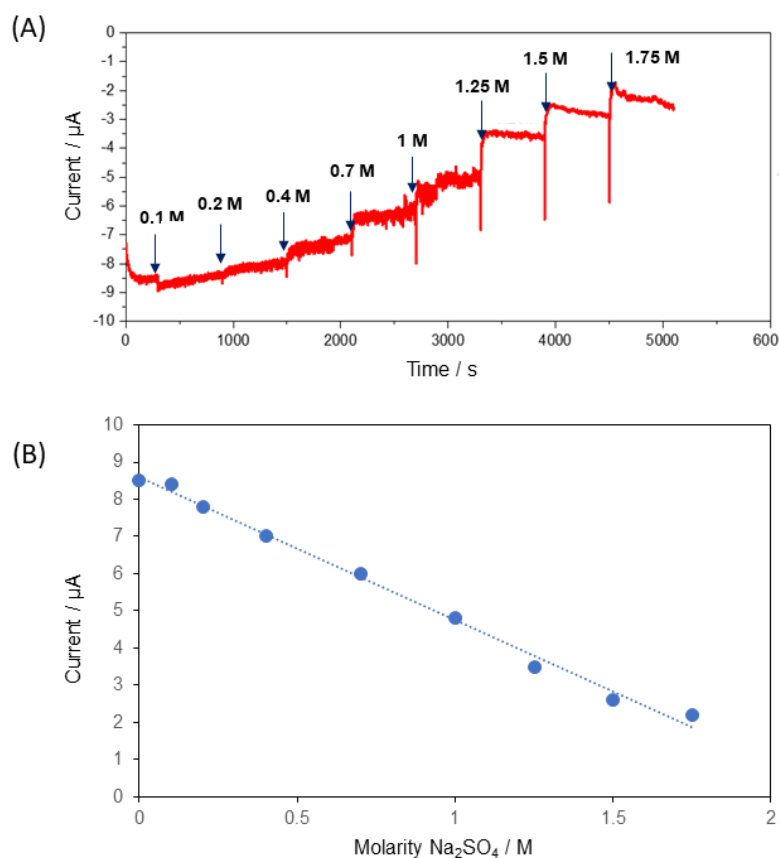 (A)
0
-1
-2
-3
-4
-5
-6
-7
-8
-9
-10
Current / µA
0.1 M
0.2 M
0.4 M
0.7 M
1 M
1.25 M
1.5 M
1.75 M
0 1000 2000 3000 4000 5000 600
Time / s
(B)
10
9
8
7
6
5
4
3
2
1
0
Current / µA
0 0.5 1 1.5 2
Molarity Na₂SO₄ / M